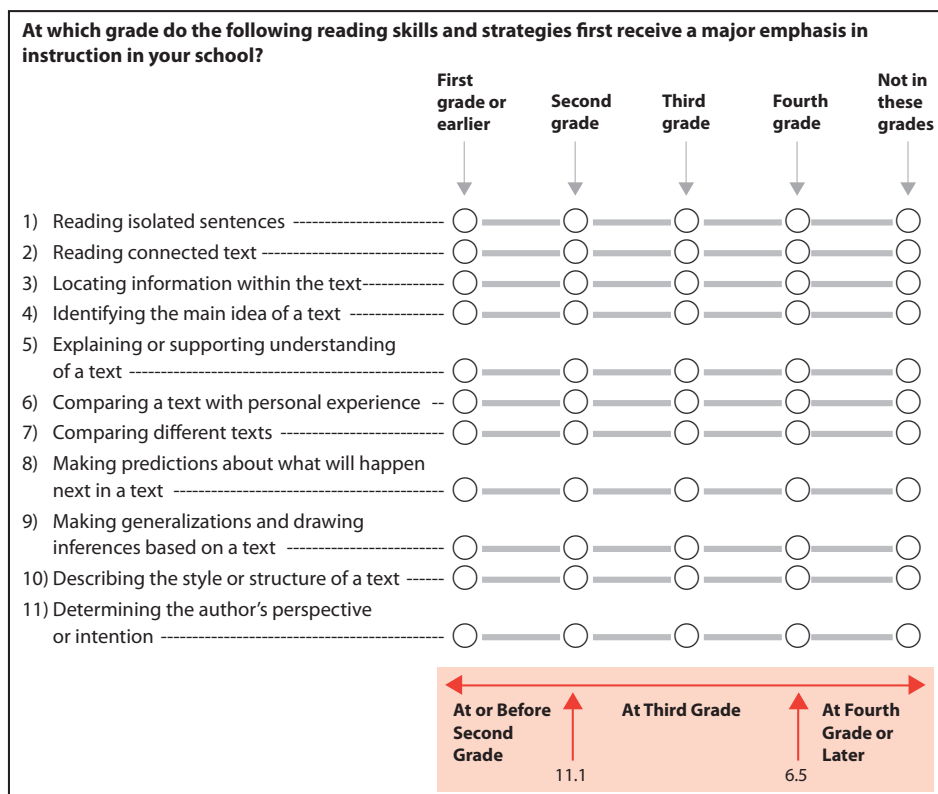 At which grade do the following reading skills and strategies first receive a major emphasis in
instruction in your school?
First
grade or
earlier
Second
grade
Third
grade
Fourth
grade
Not in
these
grades
1) Reading isolated sentences
2) Reading connected text
3) Locating information within the text
4) Identifying the main idea of a text
5) Explaining or supporting understanding
of a text
6) Comparing a text with personal experience
7) Comparing different texts
8) Making predictions about what will happen
next in a text
9) Making generalizations and drawing
inferences based on a text
10) Describing the style or structure of a text
11) Determining the author’s perspective
or intention
At or Before
Second
Grade
At Third Grade
At Fourth
Grade or
Later
11.1
6.5